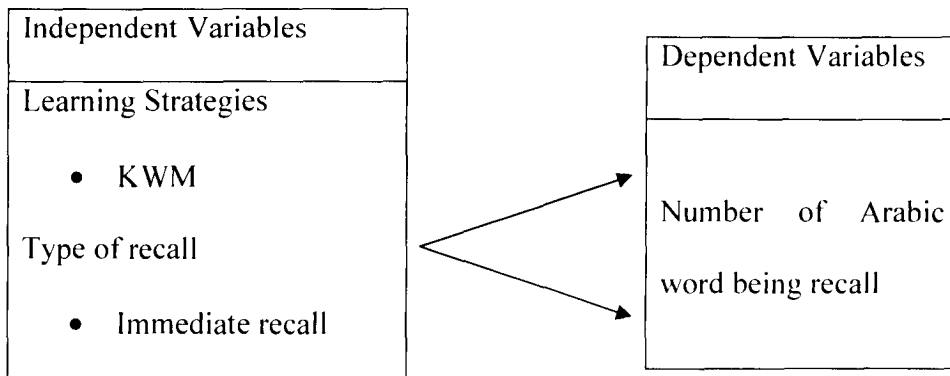 Independent Variables
Learning Strategies
• KWM
Type of recall
• Immediate recall
Dependent Variables
Number of Arabic
word being recall